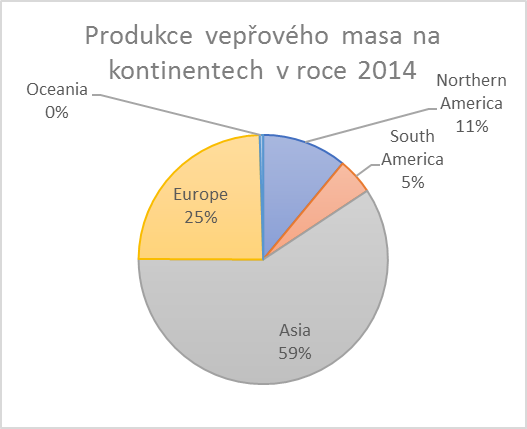 Produkce vepřového masa na
kontinentech v roce 2014
Oceania
0%
Northern
America
11%
South
America
5%
Europe
25%
Asia
59%